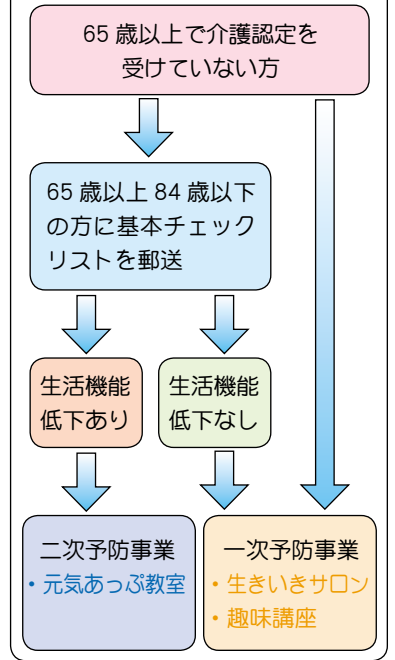 65 歳以上で介護認定を
受けていない方
65 歳以上 84 歳以下
の方に基本チェック
リストを郵送
生活機能
低下あり
生活機能
低下なし
二次予防事業
・元気あっぷ教室
一次予防事業
・生きいきサロン
・趣味講座